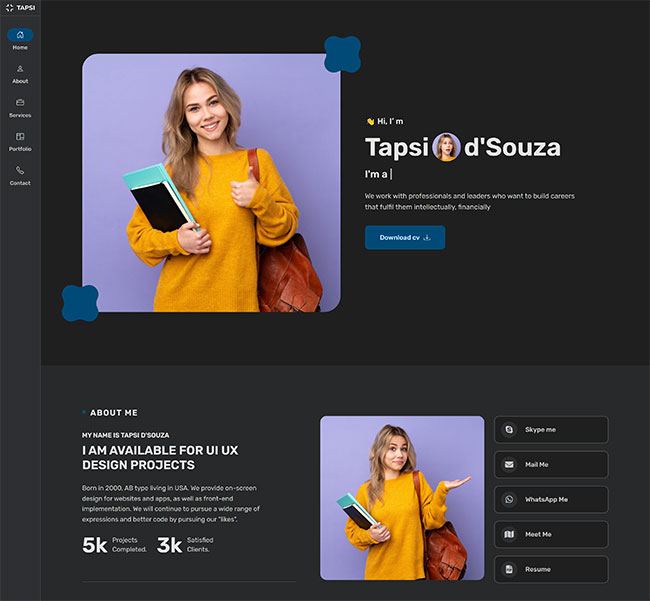 TAPSI
Home
About
Services
Portfolio
Contact
👋 Hi, I'm
Tapsi d'Souza
I'm a |
We work with professionals and leaders who want to build careers
that fulfil them intellectually, financially
Download cv
ABOUT ME
MY NAME IS TAPSI D'SOUZA
I AM AVAILABLE FOR UI UX
DESIGN PROJECTS
Born in 2000. AB type living in USA. We provide on-screen
design for websites and apps, as well as front-end
implementation. We will continue to pursue a wide range of
expressions and better code by pursuing our "likes".
5k Projects
Completed.
3k Satisfied
Clients.
Skype me
Mail Me
WhatsApp Me
Meet Me
Resume